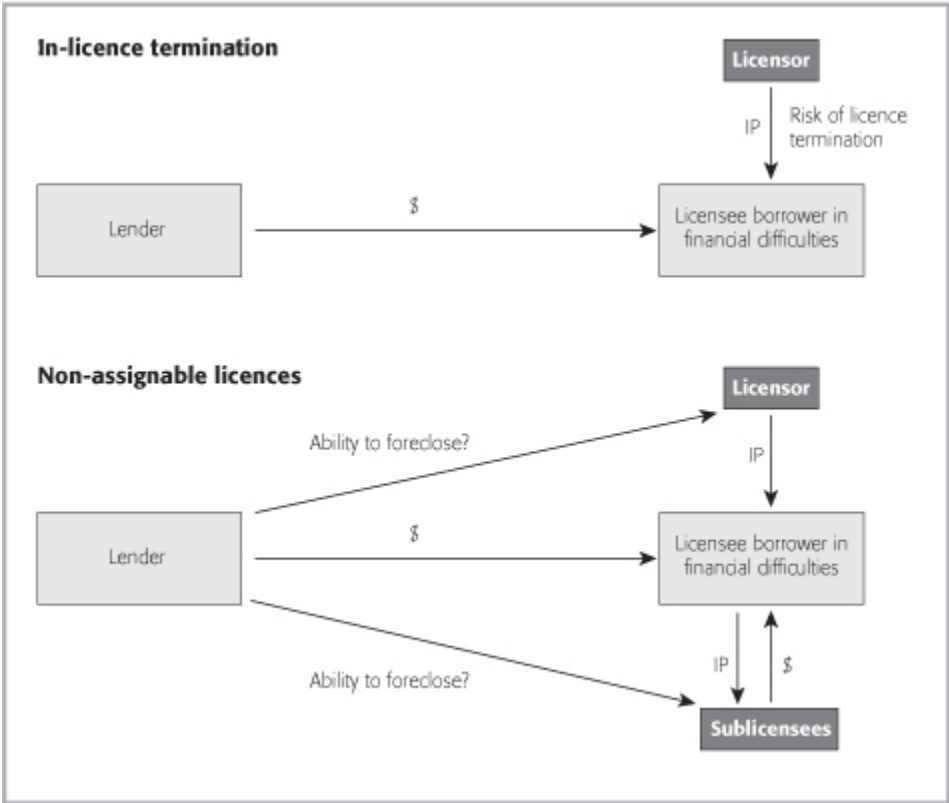 In-licence termination
Licensor
IP
Risk of licence
termination
$
Lender
Licensee borrower in
financial difficulties
Non-assignable licences
Licensor
Ability to foreclose?
IP
$
Lender
Licensee borrower in
financial difficulties
IP
$
Ability to foreclose?
Sublicensees